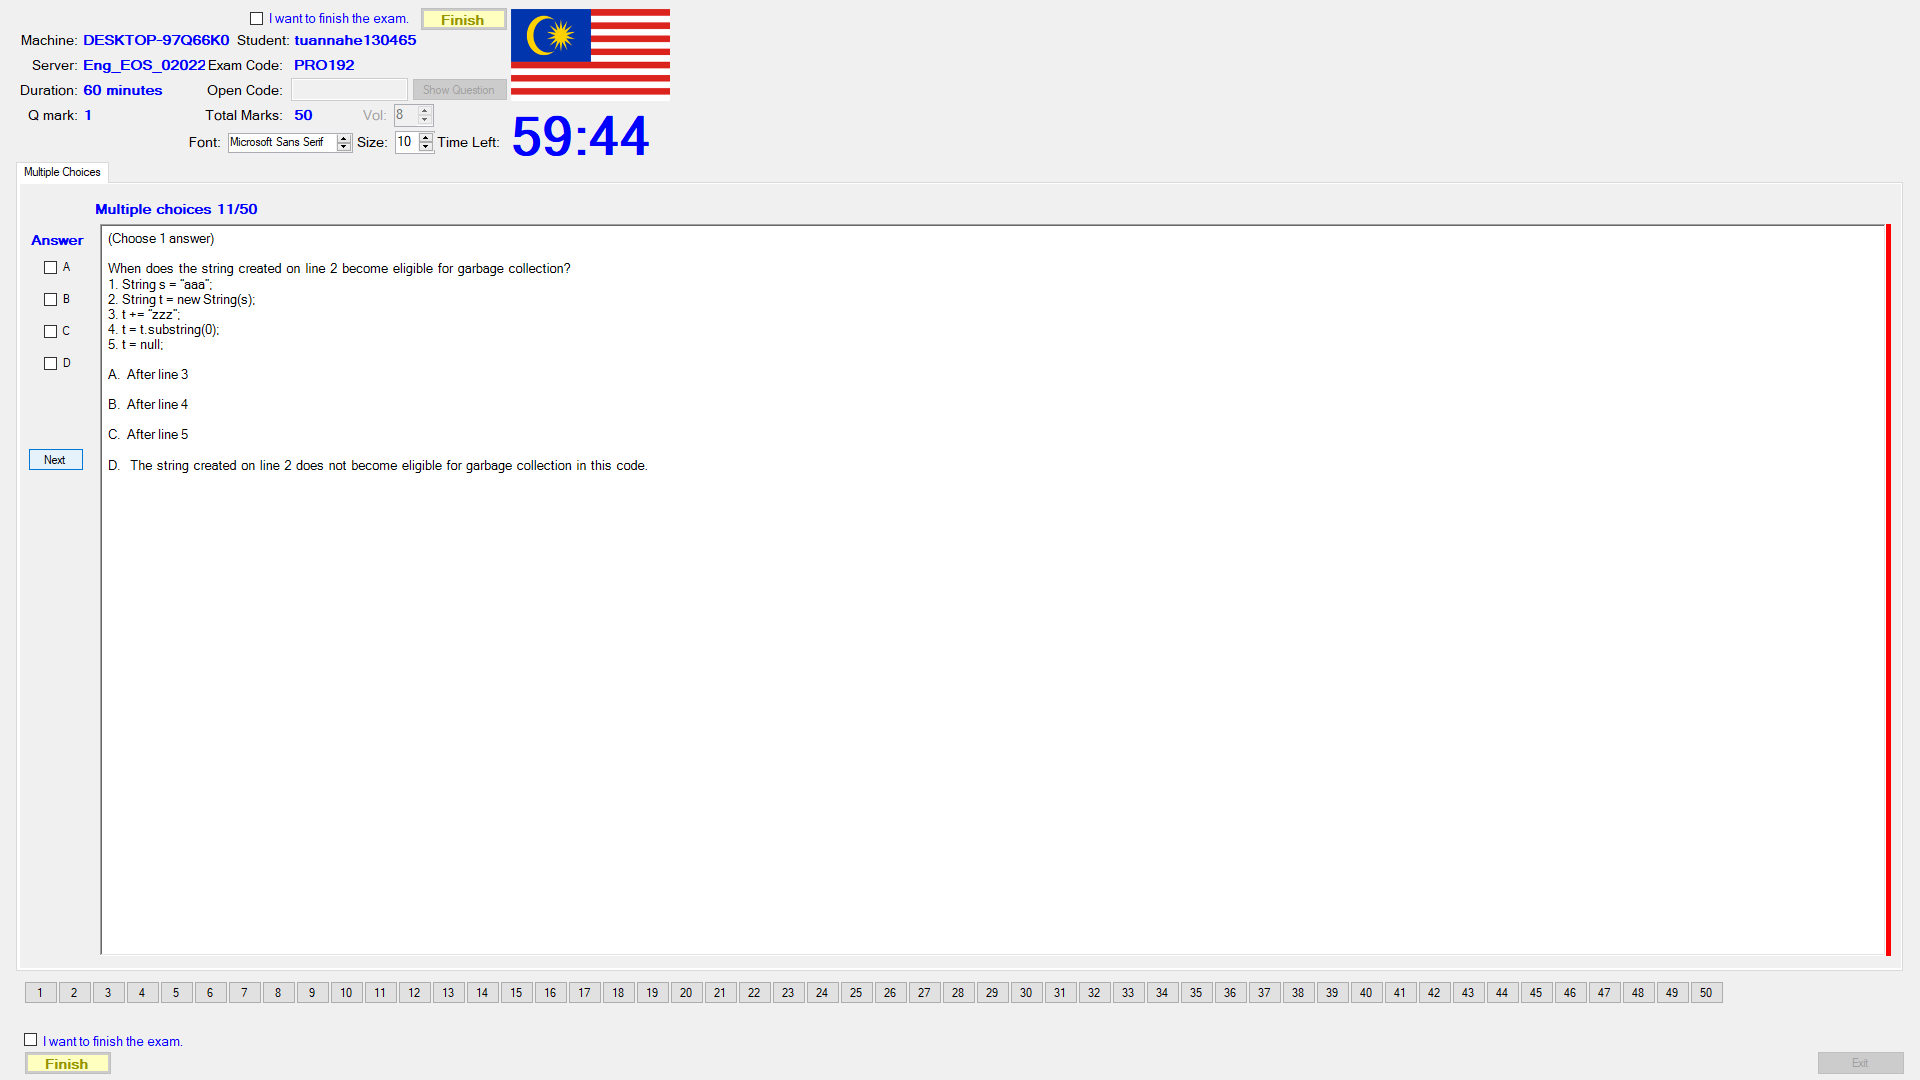 I want to finish the exam. Finish
Machine: DESKTOP-97Q66K0 Student: tuannahe130465
Server: Eng_EOS_02022 Exam Code: PRO192
Duration: 60 minutes Open Code: Show Question
Q mark: 1 Total Marks: 50 Vol: 8
Font: Microsoft Sans Serif Size: 10 Time Left: 59:44
Multiple Choices
Multiple choices 11/50
Answer
A
B
C
D
Next
(Choose 1 answer)
When does the string created on line 2 become eligible for garbage collection?
1. String s = "aaa";
2. String t = new String(s);
3. t += "zzz";
4. t = t.substring(0);
5. t = null;
A. After line 3
B. After line 4
C. After line 5
D. The string created on line 2 does not become eligible for garbage collection in this code.
1 2 3 4 5 6 7 8 9 10 11 12 13 14 15 16 17 18 19 20 21 22 23 24 25 26 27 28 29 30 31 32 33 34 35 36 37 38 39 40 41 42 43 44 45 46 47 48 49 50
I want to finish the exam.
Finish
Exit